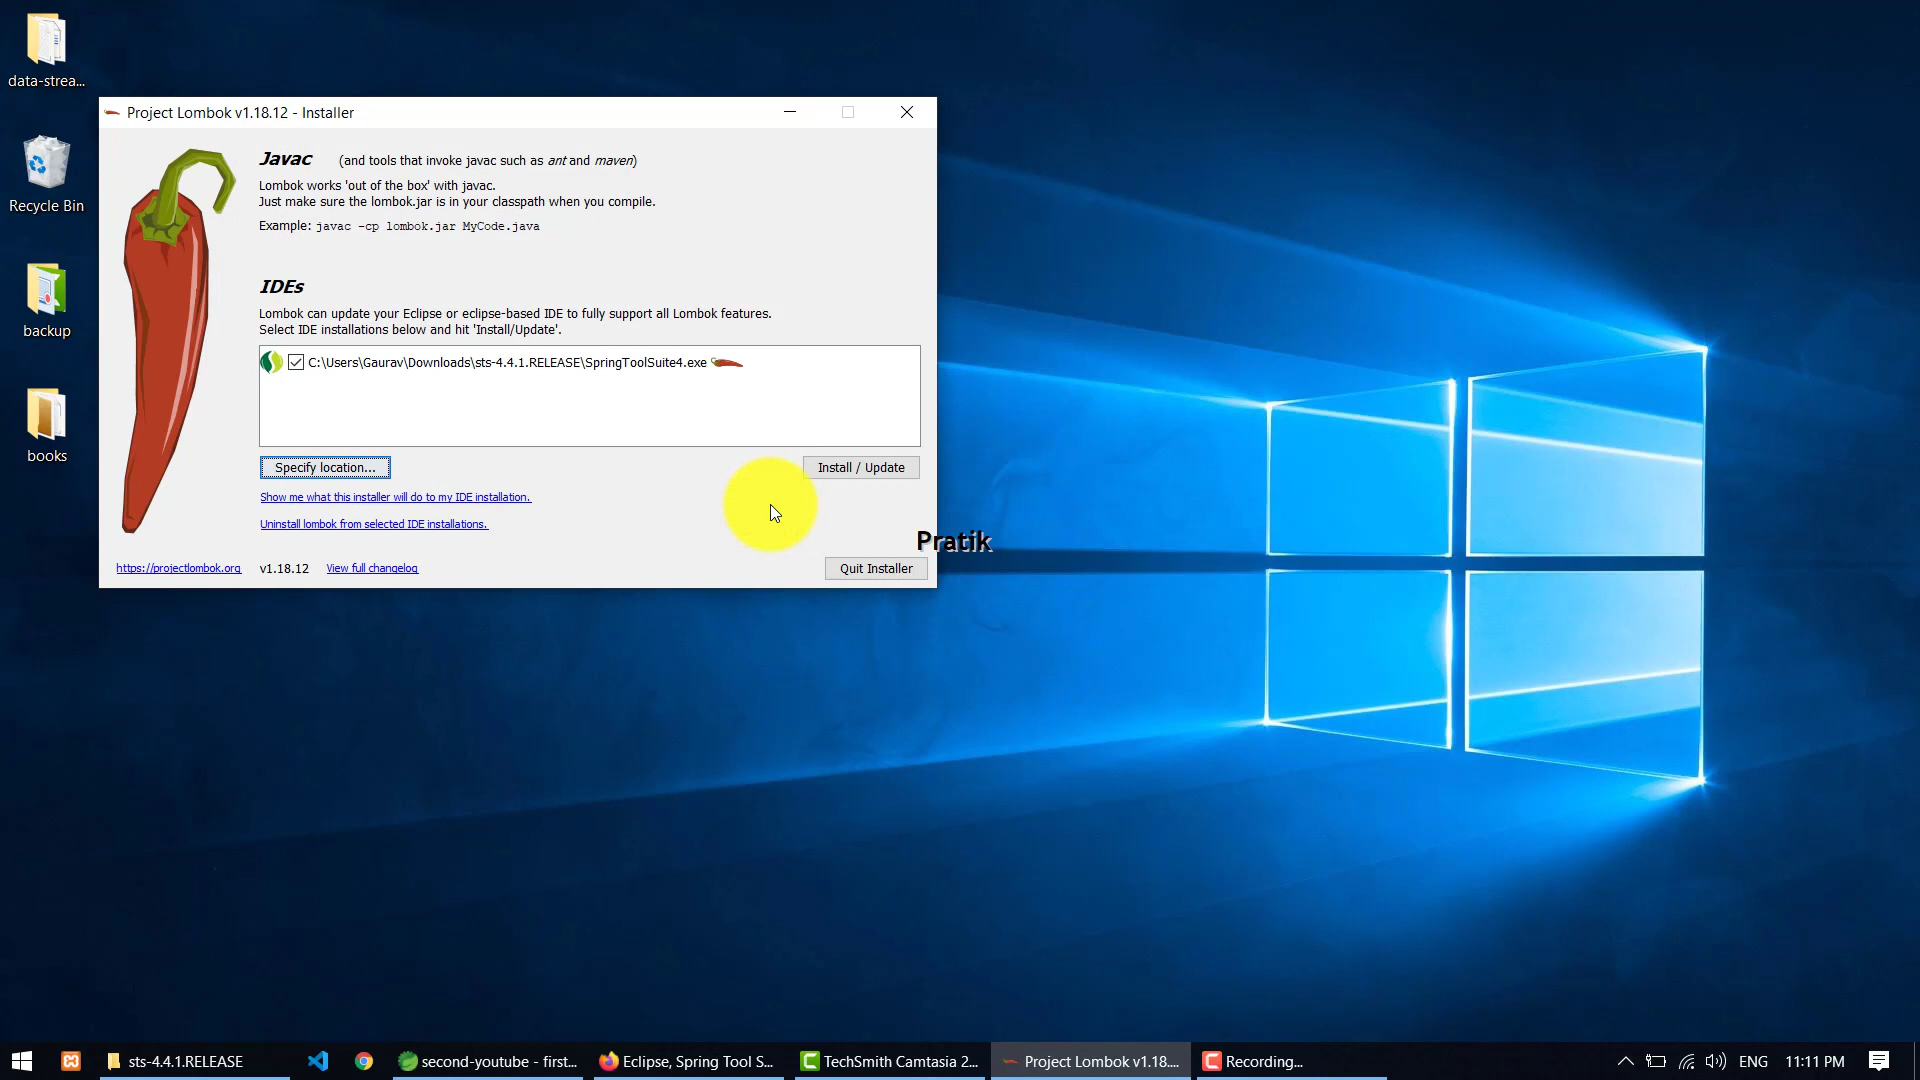 data-strea...
Recycle Bin
backup
books
Project Lombok v1.18.12 - Installer
Javac (and tools that invoke javac such as ant and maven)
Lombok works 'out of the box' with javac.
Just make sure the lombok.jar is in your classpath when you compile.
Example: javac -cp lombok.jar MyCode.java
IDEs
Lombok can update your Eclipse or eclipse-based IDE to fully support all Lombok features.
Select IDE installations below and hit 'Install/Update'.
C:\Users\Gaurav\Downloads\sts-4.4.1.RELEASE\SpringToolSuite4.exe
Specify location...
Install / Update
Show me what this installer will do to my IDE installation.
Uninstall lombok from selected IDE installations.
Pratik
https://projectlombok.org
v1.18.12
View full changelog
Quit Installer
sts-4.4.1.RELEASE
second-youtube - first...
Eclipse, Spring Tool S...
TechSmith Camtasia 2...
Project Lombok v1.18....
Recording...
ENG
11:11 PM